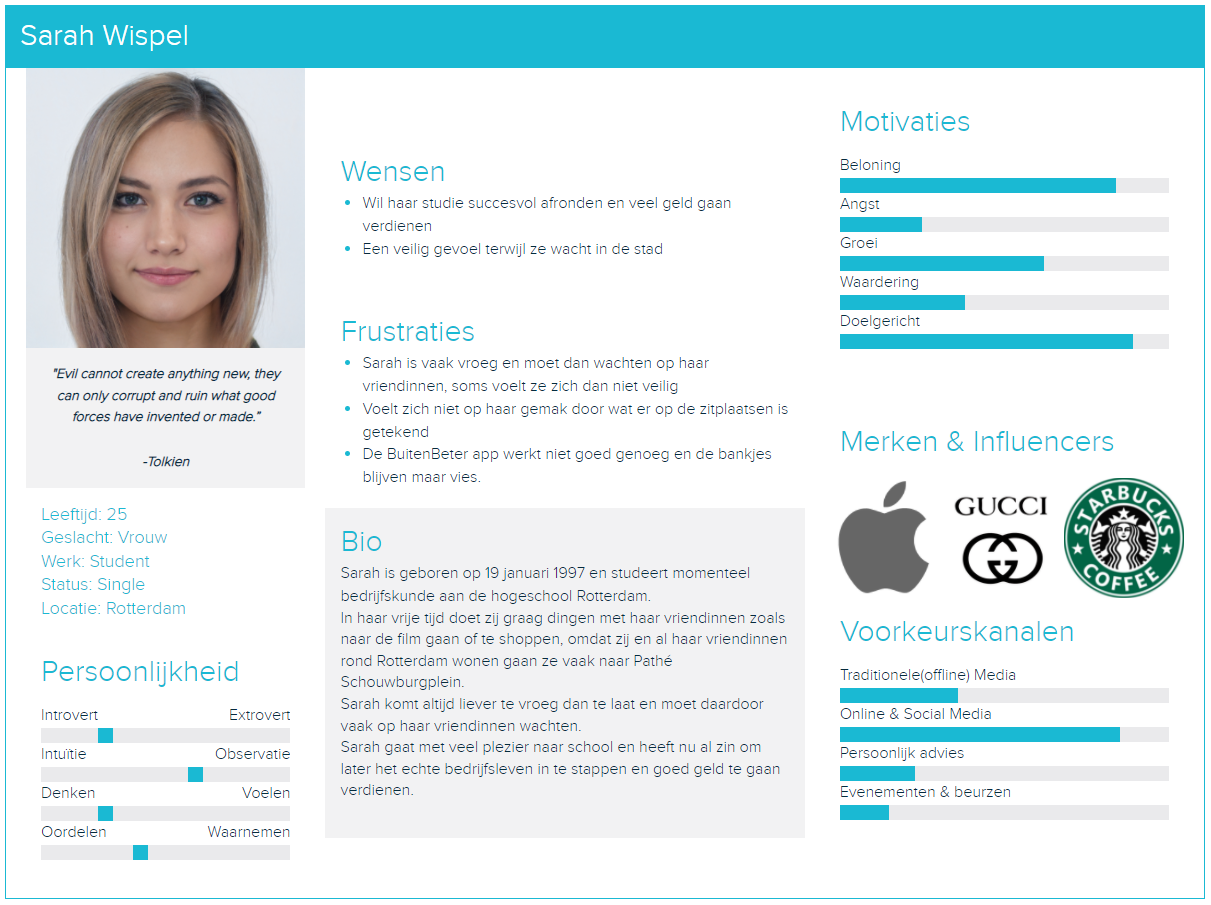 Sarah Wispel
"Evil cannot create anything new, they
can only corrupt and ruin what good
forces have invented or made."
-Tolkien
Leeftijd: 25
Geslacht: Vrouw
Werk: Student
Status: Single
Locatie: Rotterdam
Persoonlijkheid
Introvert Extrovert
Intuïtie Observatie
Denken Voelen
Oordelen Waarnemen
Wensen
Wil haar studie succesvol afronden en veel geld gaan
verdienen
Een veilig gevoel terwijl ze wacht in de stad
Frustraties
Sarah is vaak vroeg en moet dan wachten op haar
vriendinnen, soms voelt ze zich dan niet veilig
Voelt zich niet op haar gemak door wat er op de zitplaatsen is
getekend
De BuitenBeter app werkt niet goed genoeg en de bankjes
blijven maar vies.
Bio
Sarah is geboren op 19 januari 1997 en studeert momenteel
bedrijfskunde aan de hogeschool Rotterdam.
In haar vrije tijd doet zij graag dingen met haar vriendinnen zoals
naar de film gaan of te shoppen, omdat zij en al haar vriendinnen
rond Rotterdam wonen gaan ze vaak naar Pathé
Schouwburgplein.
Sarah komt altijd liever te vroeg dan te laat en moet daardoor
vaak op haar vriendinnen wachten.
Sarah gaat met veel plezier naar school en heeft nu al zin om
later het echte bedrijfsleven in te stappen en goed geld te gaan
verdienen.
Motivaties
Beloning
Angst
Groei
Waardering
Doelgericht
Merken & Influencers
GUCCI
STARBUCKS
COFFEE
Voorkeurskanalen
Traditionele(offline) Media
Online & Social Media
Persoonlijk advies
Evenementen & beurzen